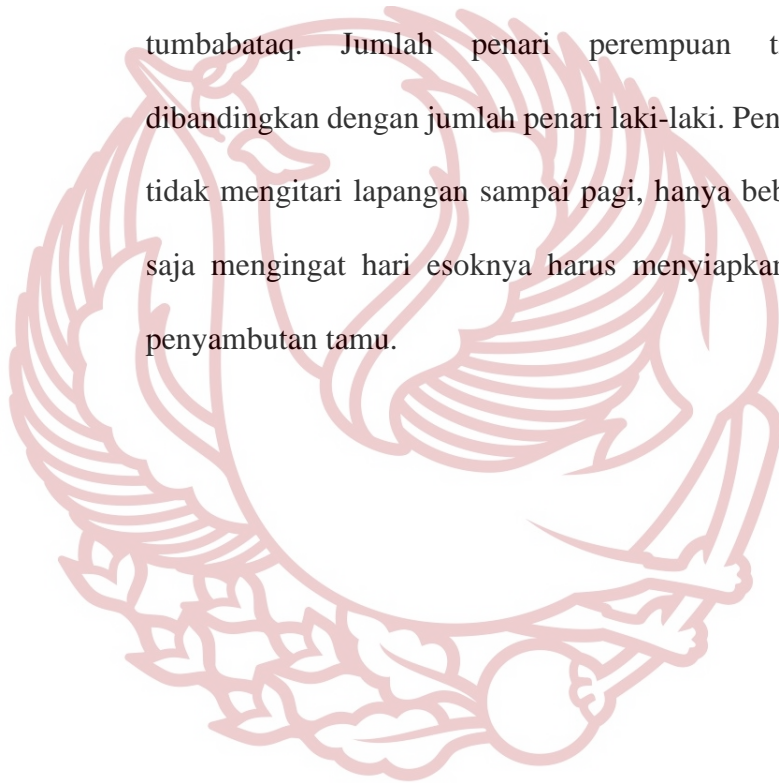 tumbabataq. Jumlah penari perempuan
dibandingkan dengan jumlah penari laki-laki.
tidak mengitari lapangan sampai pagi, hanya
saja mengingat hari esoknya harus
penyambutan tamu.